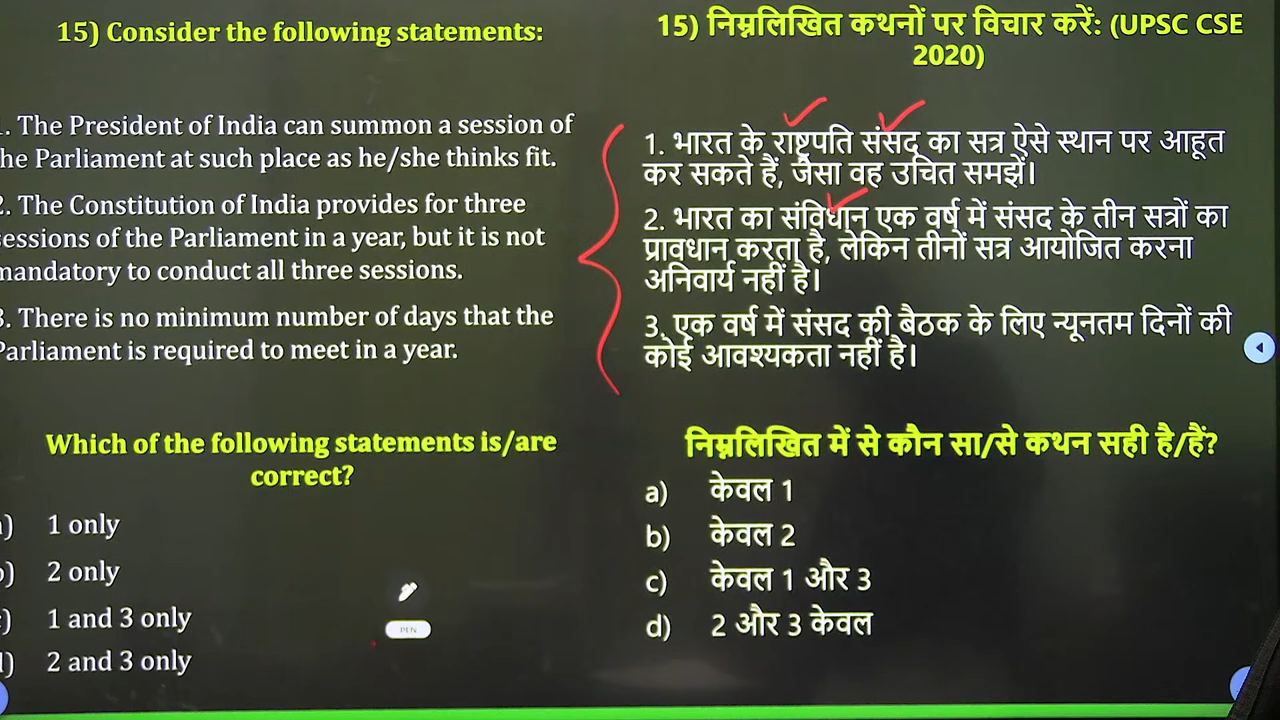 15) Consider the following statements:
. The President of India can summon a session of
he Parliament at such place as he/she thinks fit.
2. The Constitution of India provides for three
sessions of the Parliament in a year, but it is not
mandatory to conduct all three sessions.
3. There is no minimum number of days that the
Parliament is required to meet in a year.
Which of the following statements is/are
correct?
) 1 only
) 2 only
) 1 and 3 only
) 2 and 3 only
PEN
15) निम्नलिखित कथनों पर विचार करें: (UPSC CSE
2020)
1. भारत के राष्ट्रपति संसद का सत्र ऐसे स्थान पर आहूत
कर सकते हैं, जैसा वह उचित समझें।
2. भारत का संविधान एक वर्ष में संसद के तीन सत्रों का
प्रावधान करता है, लेकिन तीनों सत्र आयोजित करना
अनिवार्य नहीं है।
3. एक वर्ष में संसद की बैठक के लिए न्यूनतम दिनों की
कोई आवश्यकता नहीं है।
निम्नलिखित में से कौन सा/से कथन सही है/हैं?
a) केवल 1
b) केवल 2
c) केवल 1 और 3
d) 2 और 3 केवल